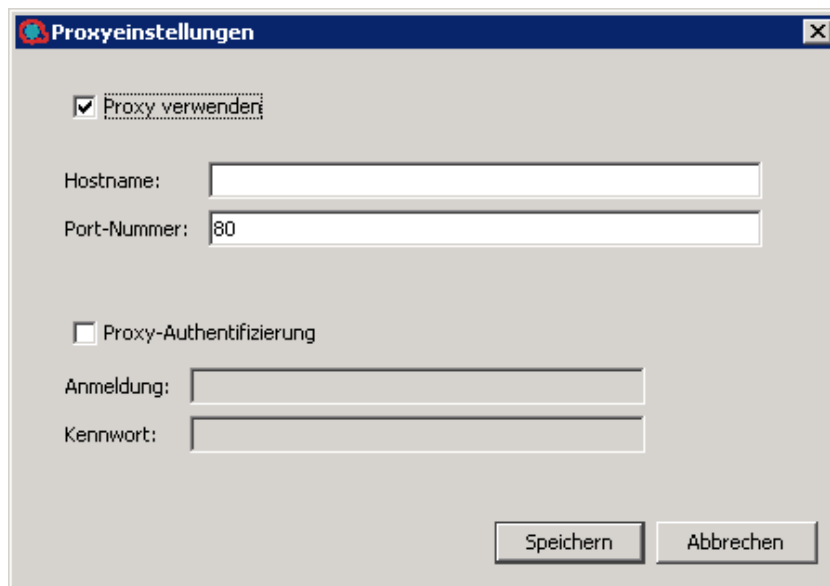 Proxyeinstellungen
Proxy verwenden
Hostname:
Port-Nummer: 80
Proxy-Authentifizierung
Anmeldung:
Kennwort:
Speichern Abbrechen